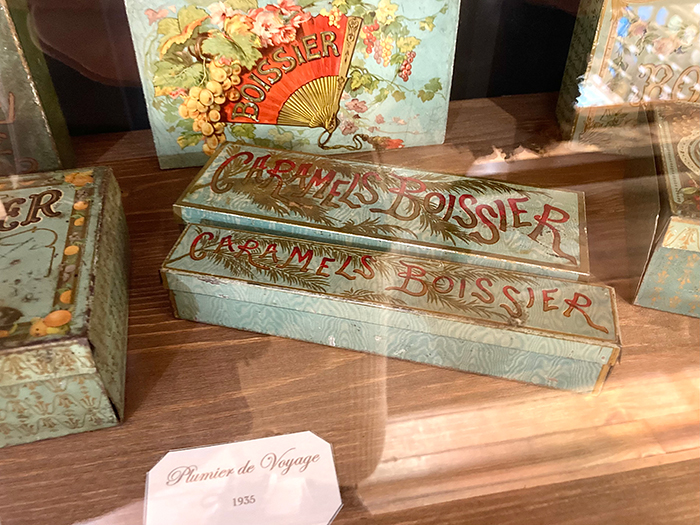 BOISSIER
CARAMELS BOISSIER
CARAMELS BOISSIER
Plumier de Voyage
1935